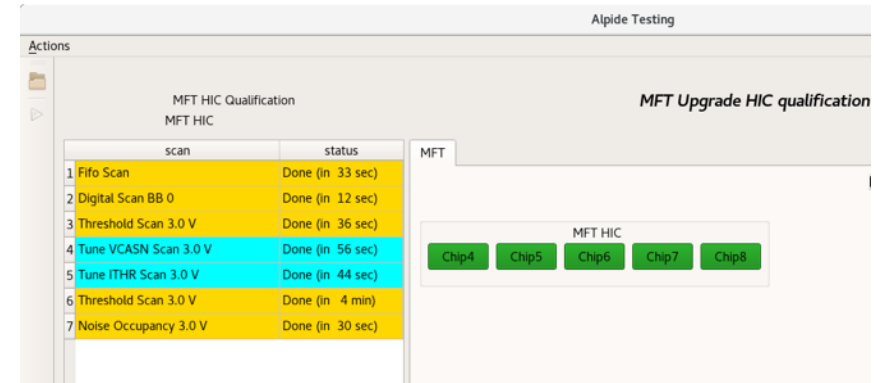 Alpide Testing
Actions
MFT HIC Qualification
MFT HIC
MFT Upgrade HIC qualification
scan status
1 Fifo Scan Done (in 33 sec)
2 Digital Scan BB 0 Done (in 12 sec)
3 Threshold Scan 3.0 V Done (in 36 sec)
4 Tune VCASN Scan 3.0 V Done (in 56 sec)
5 Tune ITHR Scan 3.0 V Done (in 44 sec)
6 Threshold Scan 3.0 V Done (in 4 min)
7 Noise Occupancy 3.0 V Done (in 30 sec)
MFT
MFT HIC
Chip4 Chip5 Chip6 Chip7 Chip8